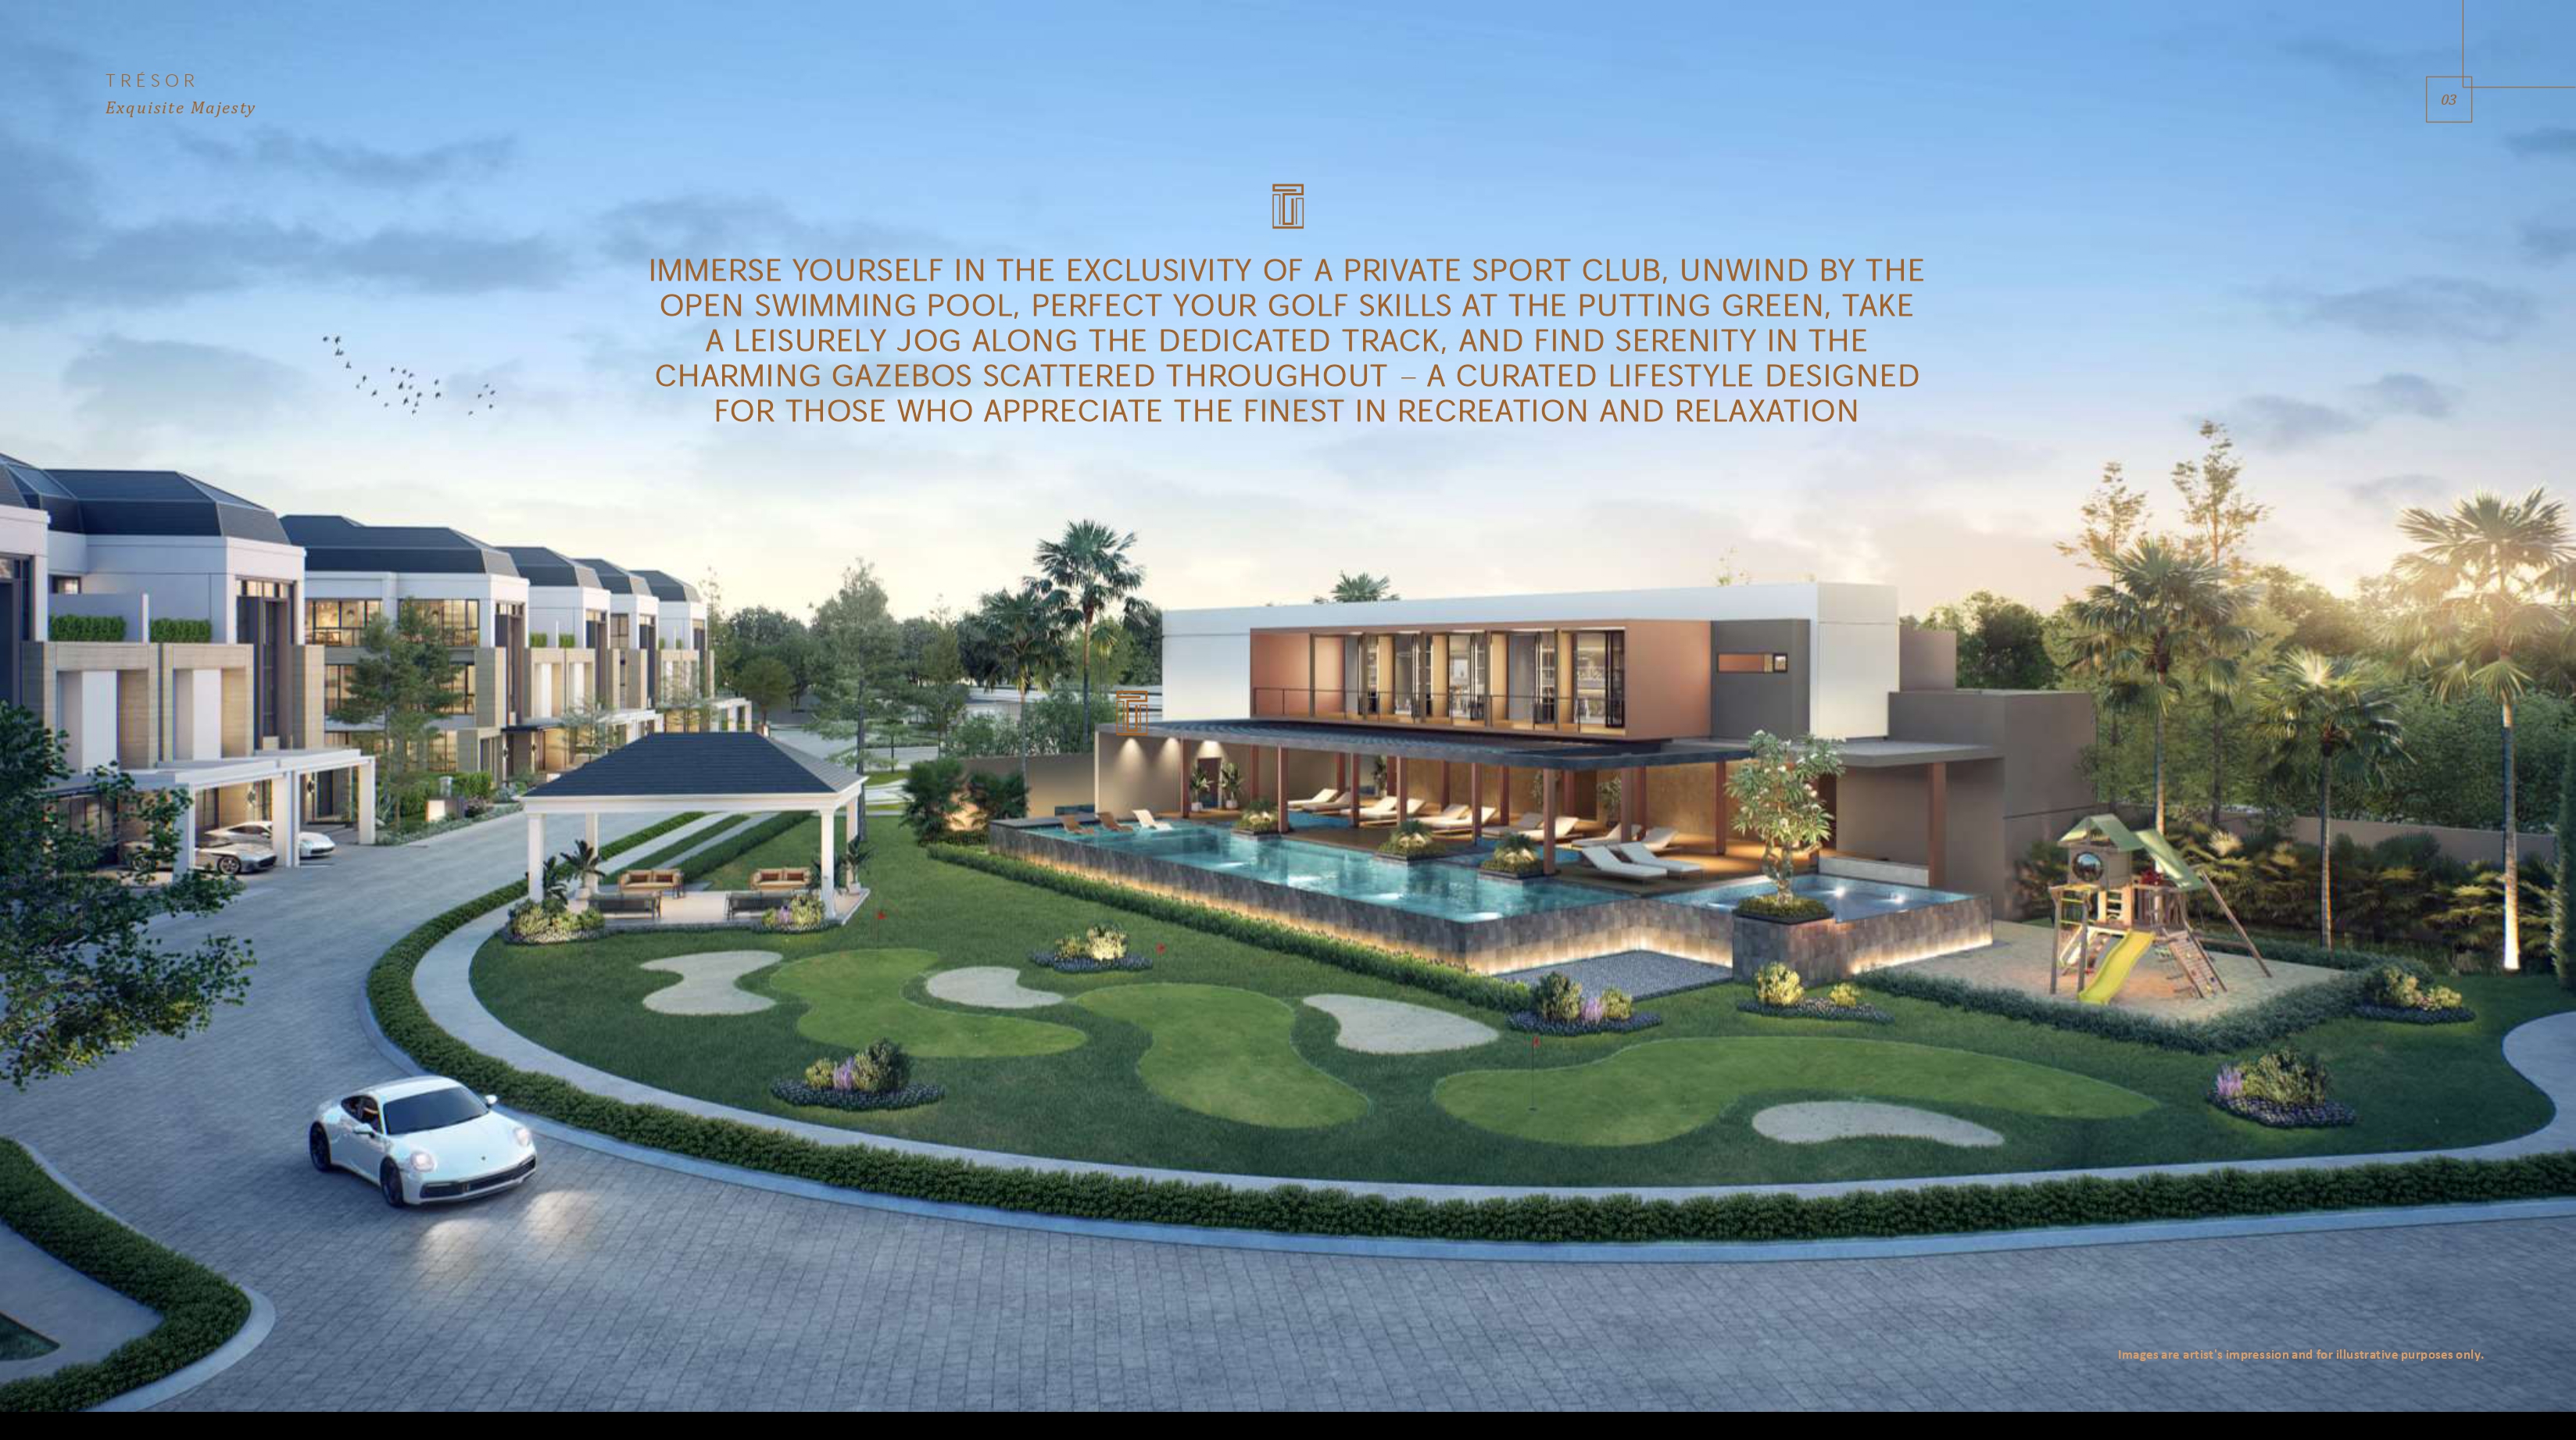 TRÉSOR
Exquisite Majesty
03
IMMERSE YOURSELF IN THE EXCLUSIVITY OF A PRIVATE SPORT CLUB, UNWIND BY THE
OPEN SWIMMING POOL, PERFECT YOUR GOLF SKILLS AT THE PUTTING GREEN, TAKE
A LEISURELY JOG ALONG THE DEDICATED TRACK, AND FIND SERENITY IN THE
CHARMING GAZEBOS SCATTERED THROUGHOUT – A CURATED LIFESTYLE DESIGNED
FOR THOSE WHO APPRECIATE THE FINEST IN RECREATION AND RELAXATION
Images are artist's impression and for illustrative purposes only.